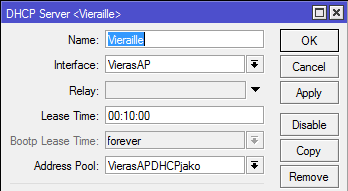 DHCP Server <Vieraille>
Name: Vieraille
OK
Interface: VierasAP
Cancel
Relay:
Apply
Lease Time: 00:10:00
Disable
Bootp Lease Time: forever
Copy
Address Pool: VierasAPDHCPjako
Remove